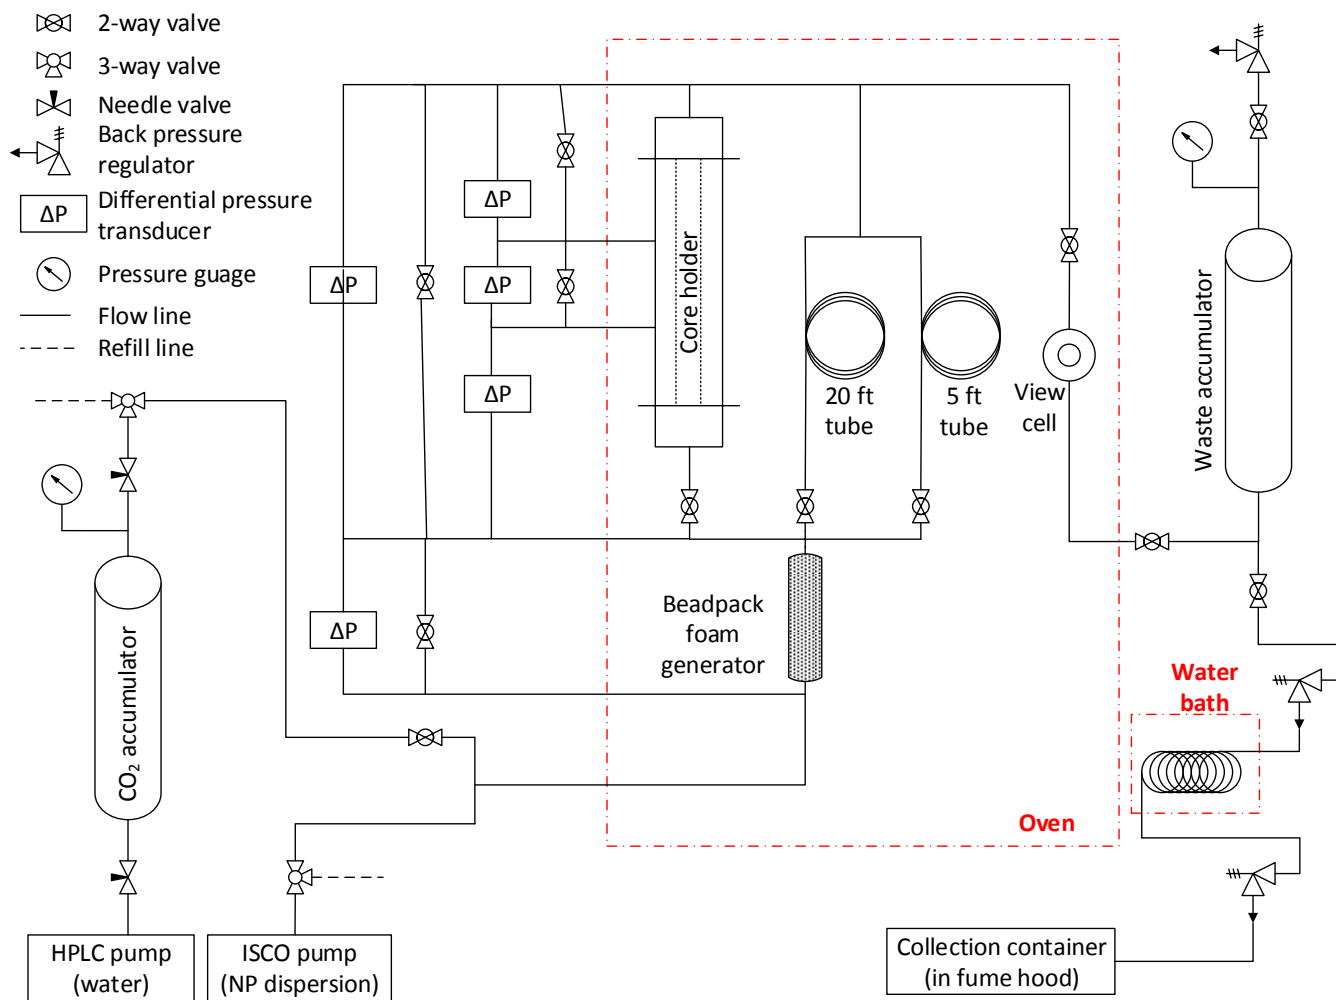 2-way valve
3-way valve
Needle valve
Back pressure
regulator
ΔP
Differential pressure
transducer
Pressure guage
Flow line
Refill line
ΔP
ΔP
ΔP
ΔP
ΔP
Core holder
20 ft
tube
5 ft
tube
View
cell
Waste accumulator
Beadpack
foam
generator
CO2 accumulator
Water
bath
Oven
HPLC pump
(water)
ISCO pump
(NP dispersion)
Collection container
(in fume hood)